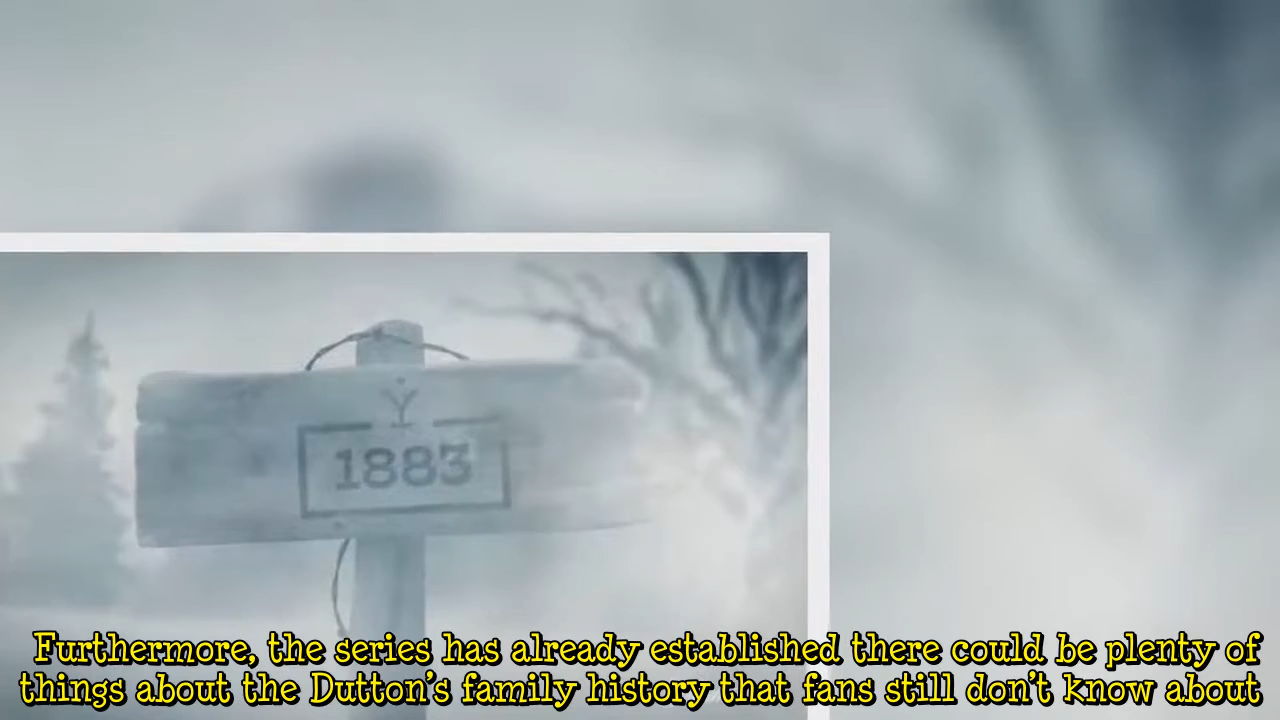 1883
Furthermore, the series has already established there could be plenty of
things about the Dutton's family history that fans still don't know about